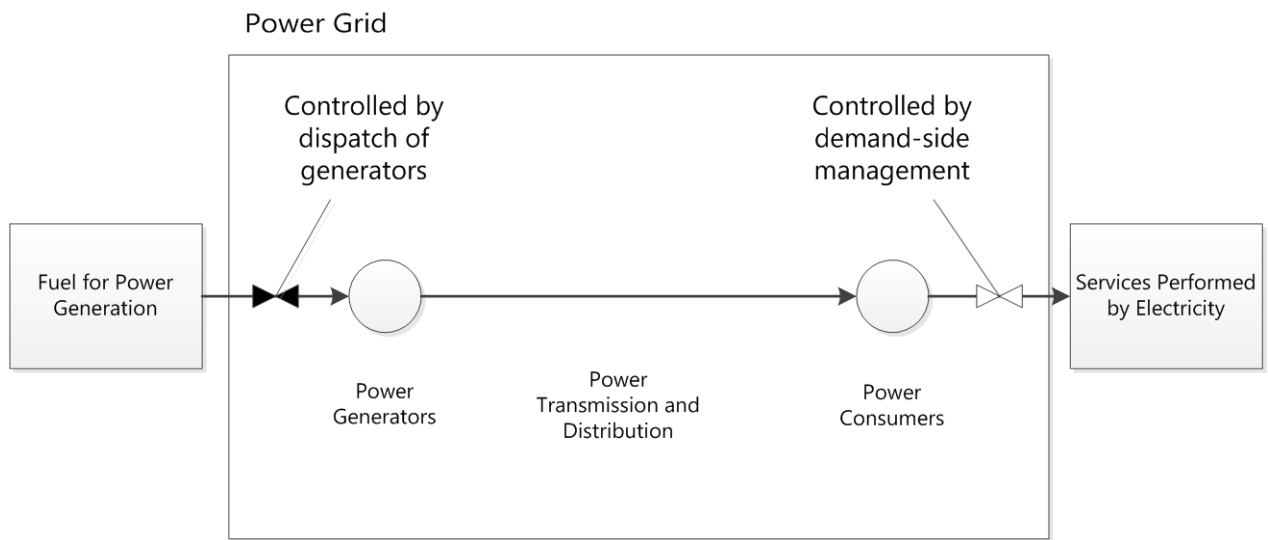 Power Grid
Controlled by
dispatch of
generators
Controlled by
demand-side
management
Fuel for Power
Generation
Services Performed
by Electricity
Power
Generators
Power
Transmission and
Distribution
Power
Consumers